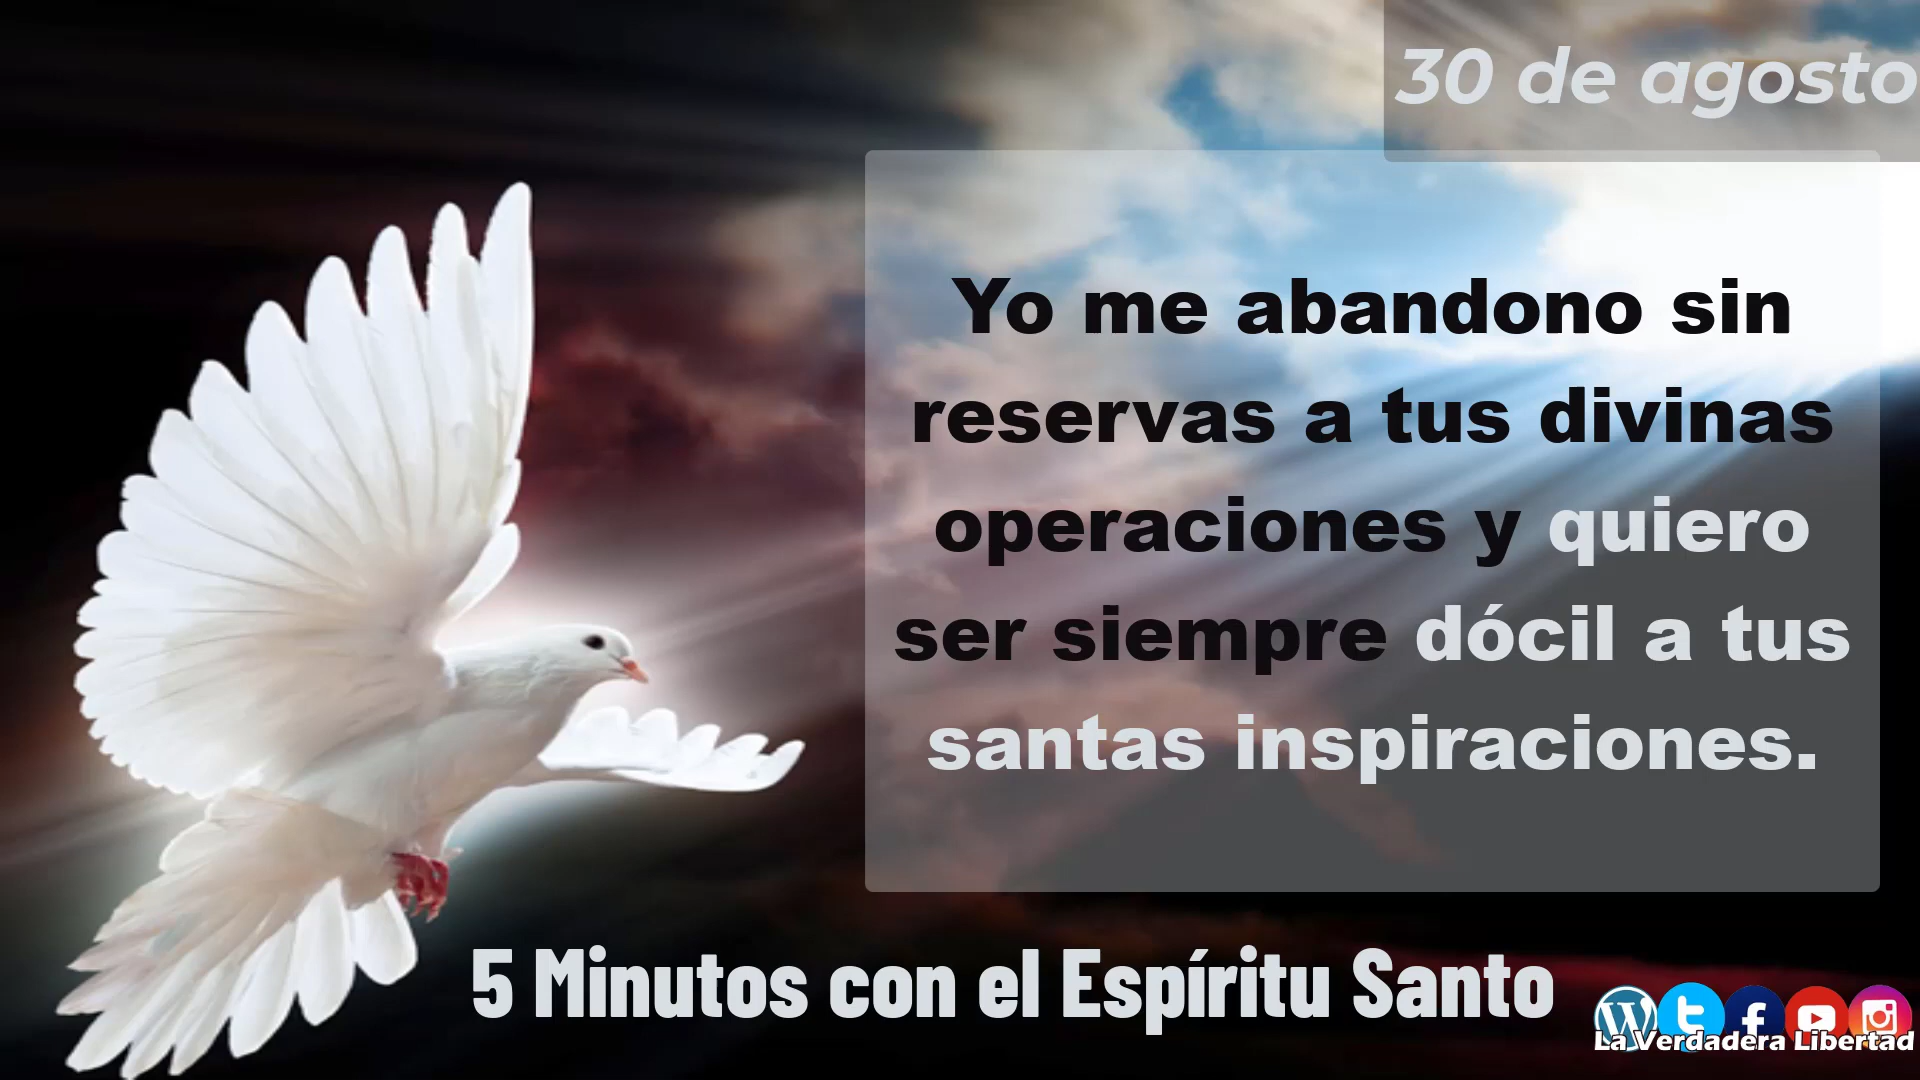 30 de agosto
Yo me abandono sin
reservas a tus divinas
operaciones y quiero
ser siempre dócil a tus
santas inspiraciones.
5 Minutos con el Espíritu Santo
La Verdadera Libertad